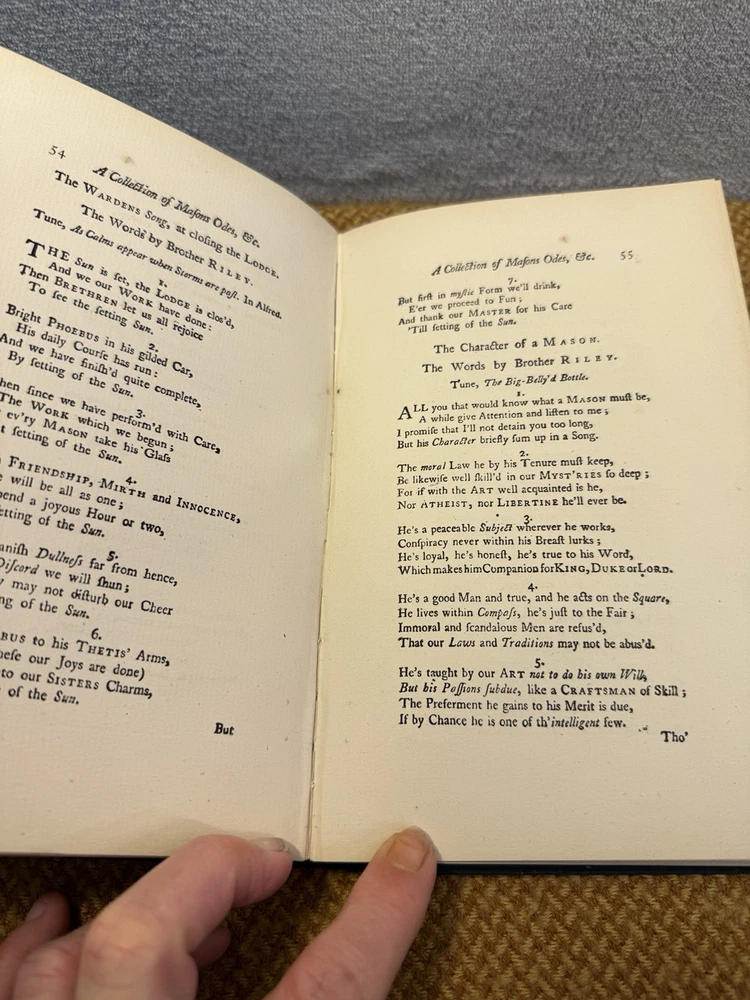 54
A Collection of Maſons Odes, &c.
The WARDENS Song, at cloſing the LODGE.
The Words by Brother RILEY.
Tune, As Calms appear when Storms are paſt. In Alfred.
1.
THE Sun is ſet, the LODGE is clos'd,
And we our WORK have done:
Then BRETHREN let us all rejoice
To ſee the ſetting Sun.
2.
Bright PHOEBUS in his gilded Car,
His daily Courſe has run:
And we have finiſh'd quite complete,
By ſetting of the Sun.
3.
hen ſince we have perform'd with Care,
The WORK which we begun;
ev'ry MASON take his Glaſs
ſetting of the Sun.
4.
FRIENDSHIP, MIRTH and INNOCENCE,
will be all as one;
pend a joyous Hour or two,
etting of the Sun.
5.
aniſh Dullneſs far from hence,
Diſcord we will ſhun;
may not diſturb our Cheer
ng of the Sun.
6.
BUS to his THETIS' Arms,
heſe our Joys are done)
to our SISTERS Charms,
of the Sun.
But
A Collection of Maſons Odes, &c. 55
7.
But firſt in myſtic Form we'll drink,
E'er we proceed to Fun;
And thank our MASTER for his Care
'Till ſetting of the Sun.
The Character of a MASON.
The Words by Brother RILEY.
Tune, The Big-Belly'd Bottle.
1.
ALL you that would know what a MASON muſt be,
A while give Attention and liſten to me;
I promiſe that I'll not detain you too long,
But his Character briefly ſum up in a Song.
2.
The moral Law he by his Tenure muſt keep,
Be likewiſe well ſkill'd in our MYST'RIES ſo deep;
For if with the ART well acquainted is he,
Nor ATHEIST, nor LIBERTINE he'll ever be.
3.
He's a peaceable Subject wherever he works,
Conſpiracy never within his Breaſt lurks;
He's loyal, he's honeſt, he's true to his Word,
Which makes him Companion for KING, DUKE or LORD.
4.
He's a good Man and true, and he acts on the Square,
He lives within Compaſs, he's juſt to the Fair;
Immoral and ſcandalous Men are refus'd,
That our Laws and Traditions may not be abus'd.
5.
He's taught by our ART not to do his own Will,
But his Paſſions ſubdue, like a CRAFTSMAN of Skill;
The Preferment he gains to his Merit is due,
If by Chance he is one of th' intelligent few.
Tho'